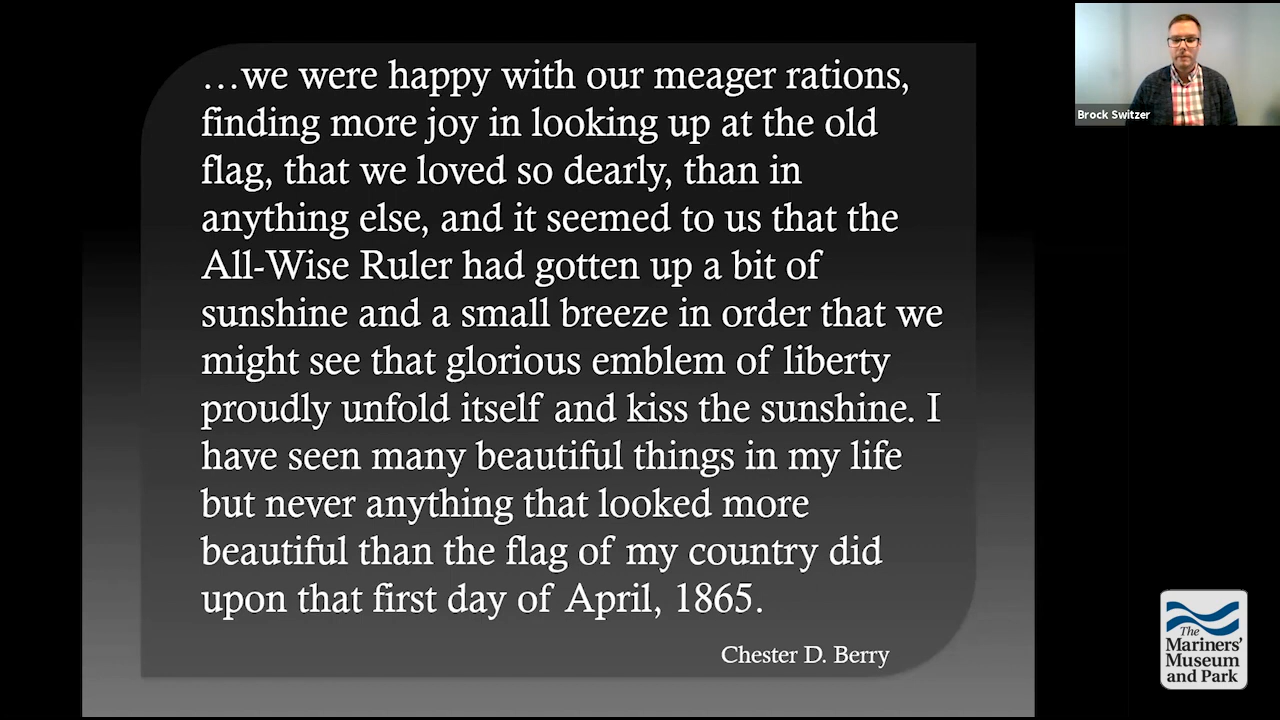 …we were happy with our meager rations,
finding more joy in looking up at the old
flag, that we loved so dearly, than in
anything else, and it seemed to us that the
All-Wise Ruler had gotten up a bit of
sunshine and a small breeze in order that we
might see that glorious emblem of liberty
proudly unfold itself and kiss the sunshine. I
have seen many beautiful things in my life
but never anything that looked more
beautiful than the flag of my country did
upon that first day of April, 1865.
Chester D. Berry
Brock Switzer
The
Mariners'
Museum
and Park